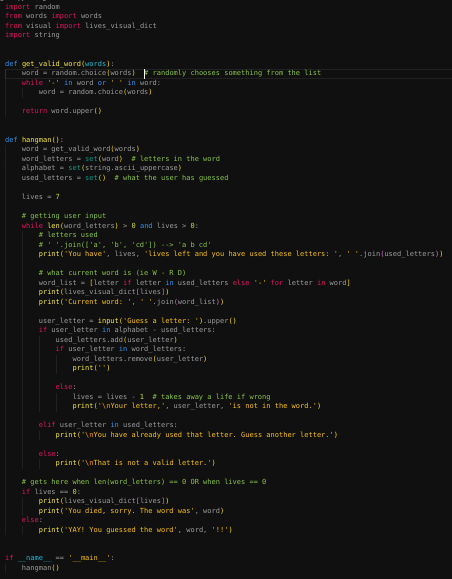 import random
from words import words
from visual import lives_visual_dict
import string
def get_valid_word(words):
word = random.choice(words)  # randomly chooses something from the list
while '-' in word or ' ' in word:
word = random.choice(words)
return word.upper()
def hangman():
word = get_valid_word(words)
word_letters = set(word)  # letters in the word
alphabet = set(string.ascii_uppercase)
used_letters = set()  # what the user has guessed
lives = 7
# getting user input
while len(word_letters) > 0 and lives > 0:
# letters used
# ' '.join(['a', 'b', 'cd']) --> 'a b cd'
print('You have', lives, 'lives left and you have used these letters: ', ' '.join(used_letters))
# what current word is (ie W - R D)
word_list = [letter if letter in used_letters else '-' for letter in word]
print(lives_visual_dict[lives])
print('Current word: ', ' '.join(word_list))
user_letter = input('Guess a letter: ').upper()
if user_letter in alphabet - used_letters:
used_letters.add(user_letter)
if user_letter in word_letters:
word_letters.remove(user_letter)
print('')
else:
lives = lives - 1  # takes away a life if wrong
print('\nYour letter,', user_letter, 'is not in the word.')
elif user_letter in used_letters:
print('\nYou have already used that letter. Guess another letter.')
else:
print('\nThat is not a valid letter.')
# gets here when len(word_letters) == 0 OR when lives == 0
if lives == 0:
print(lives_visual_dict[lives])
print('You died, sorry. The word was', word)
else:
print('YAY! You guessed the word', word, '!!')
if __name__ == '__main__':
hangman()